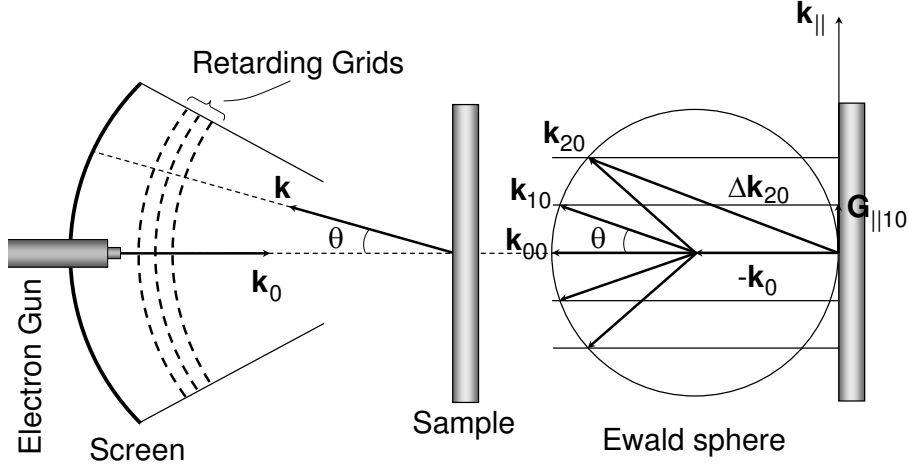 Retarding Grids
k
θ
k0
Electron Gun
Screen
Sample
k||
k20
k10
k00
θ
Δk20
G||10
-k0
Ewald sphere